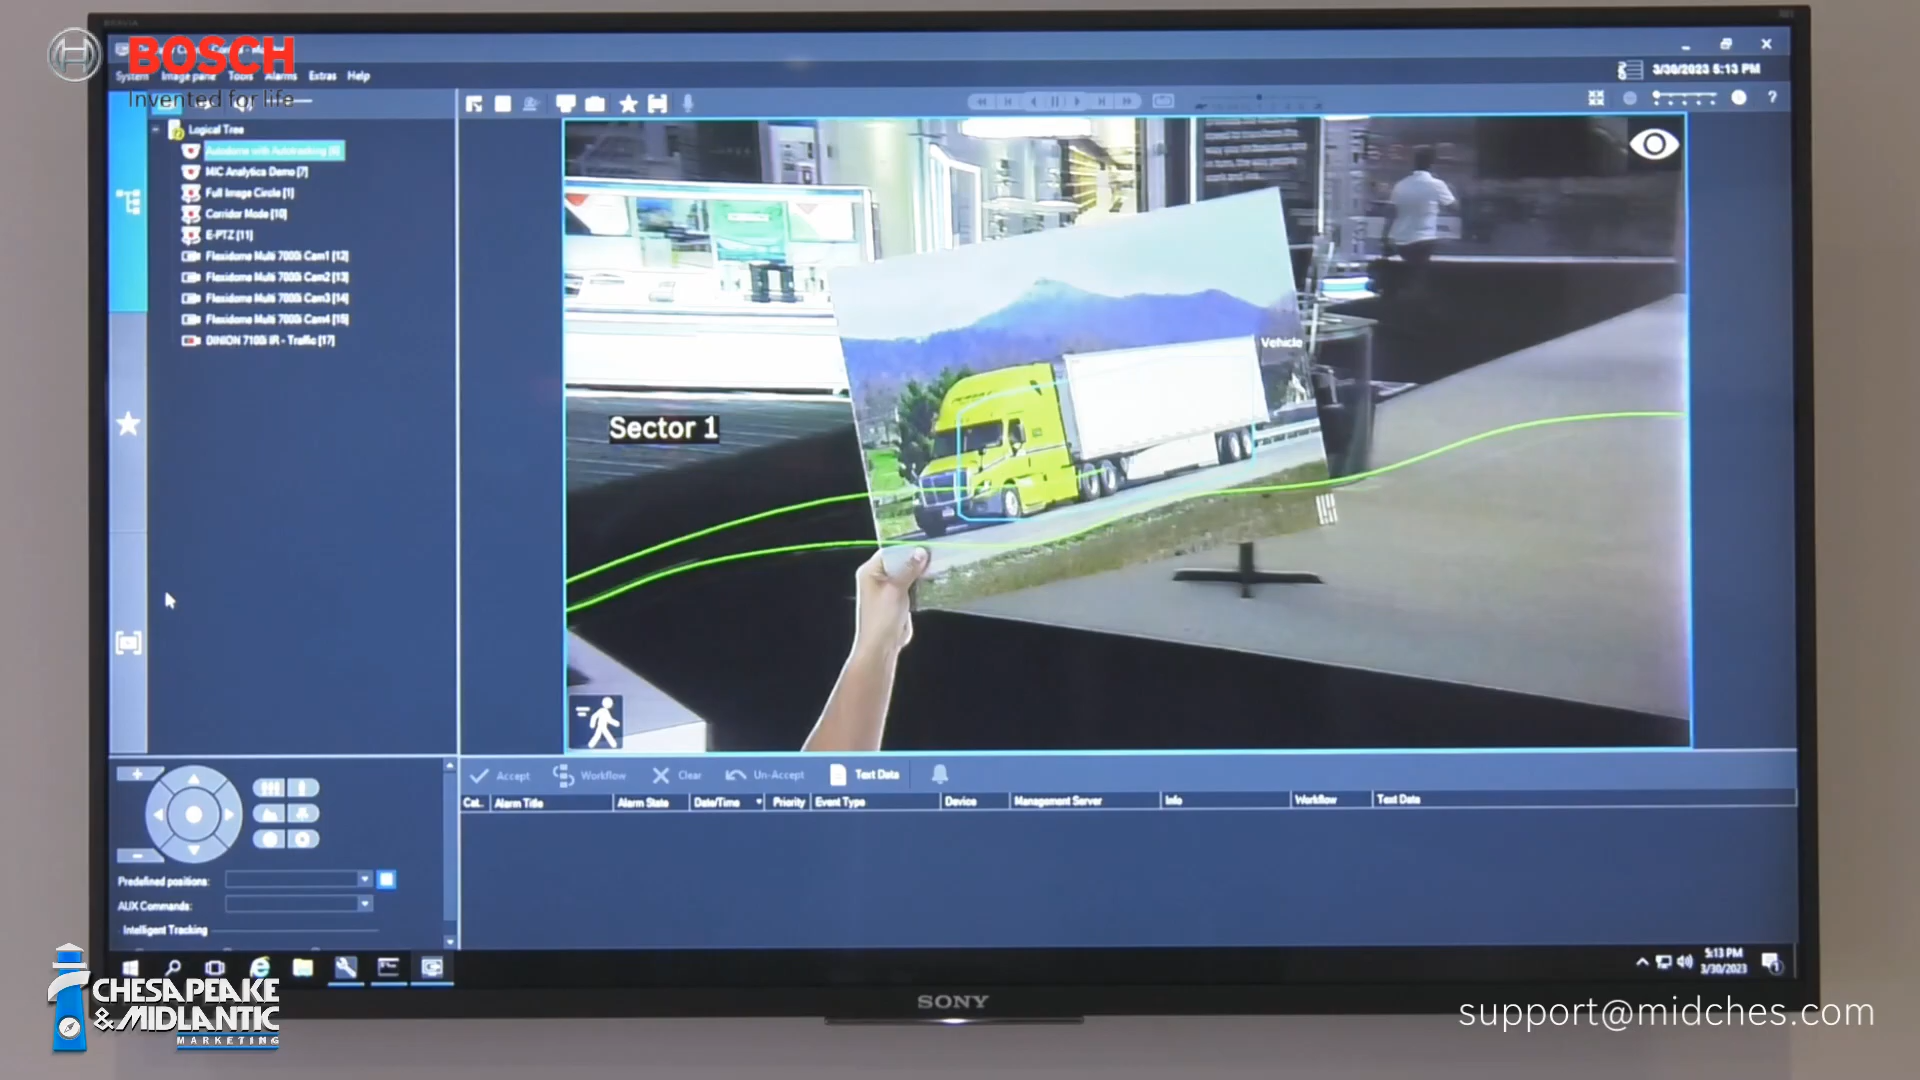 BRAVIA
BOSCH
Invented for life
System Image pane Tools Alarms Extras Help
3/30/2023 5:13 PM
?
Logical Tree
Autodome with Autotracking [6]
MIC Analytics Demo [7]
Full Image Circle [1]
Corridor Mode [10]
E-PTZ [11]
Flexidome Multi 7000i Cam1 [12]
Flexidome Multi 7000i Cam2 [13]
Flexidome Multi 7000i Cam3 [14]
Flexidome Multi 7000i Cam4 [15]
DINION 7100i IR - Traffic [17]
Vehicle
Sector 1
Accept Workflow Clear Un-Accept Text Data
Cat.. Alarm Title Alarm State Date/Time Priority Event Type Device Management Server Info Workflow Text Data
Predefined positions:
AUX Commands:
Intelligent Tracking
5:13 PM
3/30/2023
SONY
CHESAPEAKE
& MIDLANTIC
MARKETING
support@midches.com